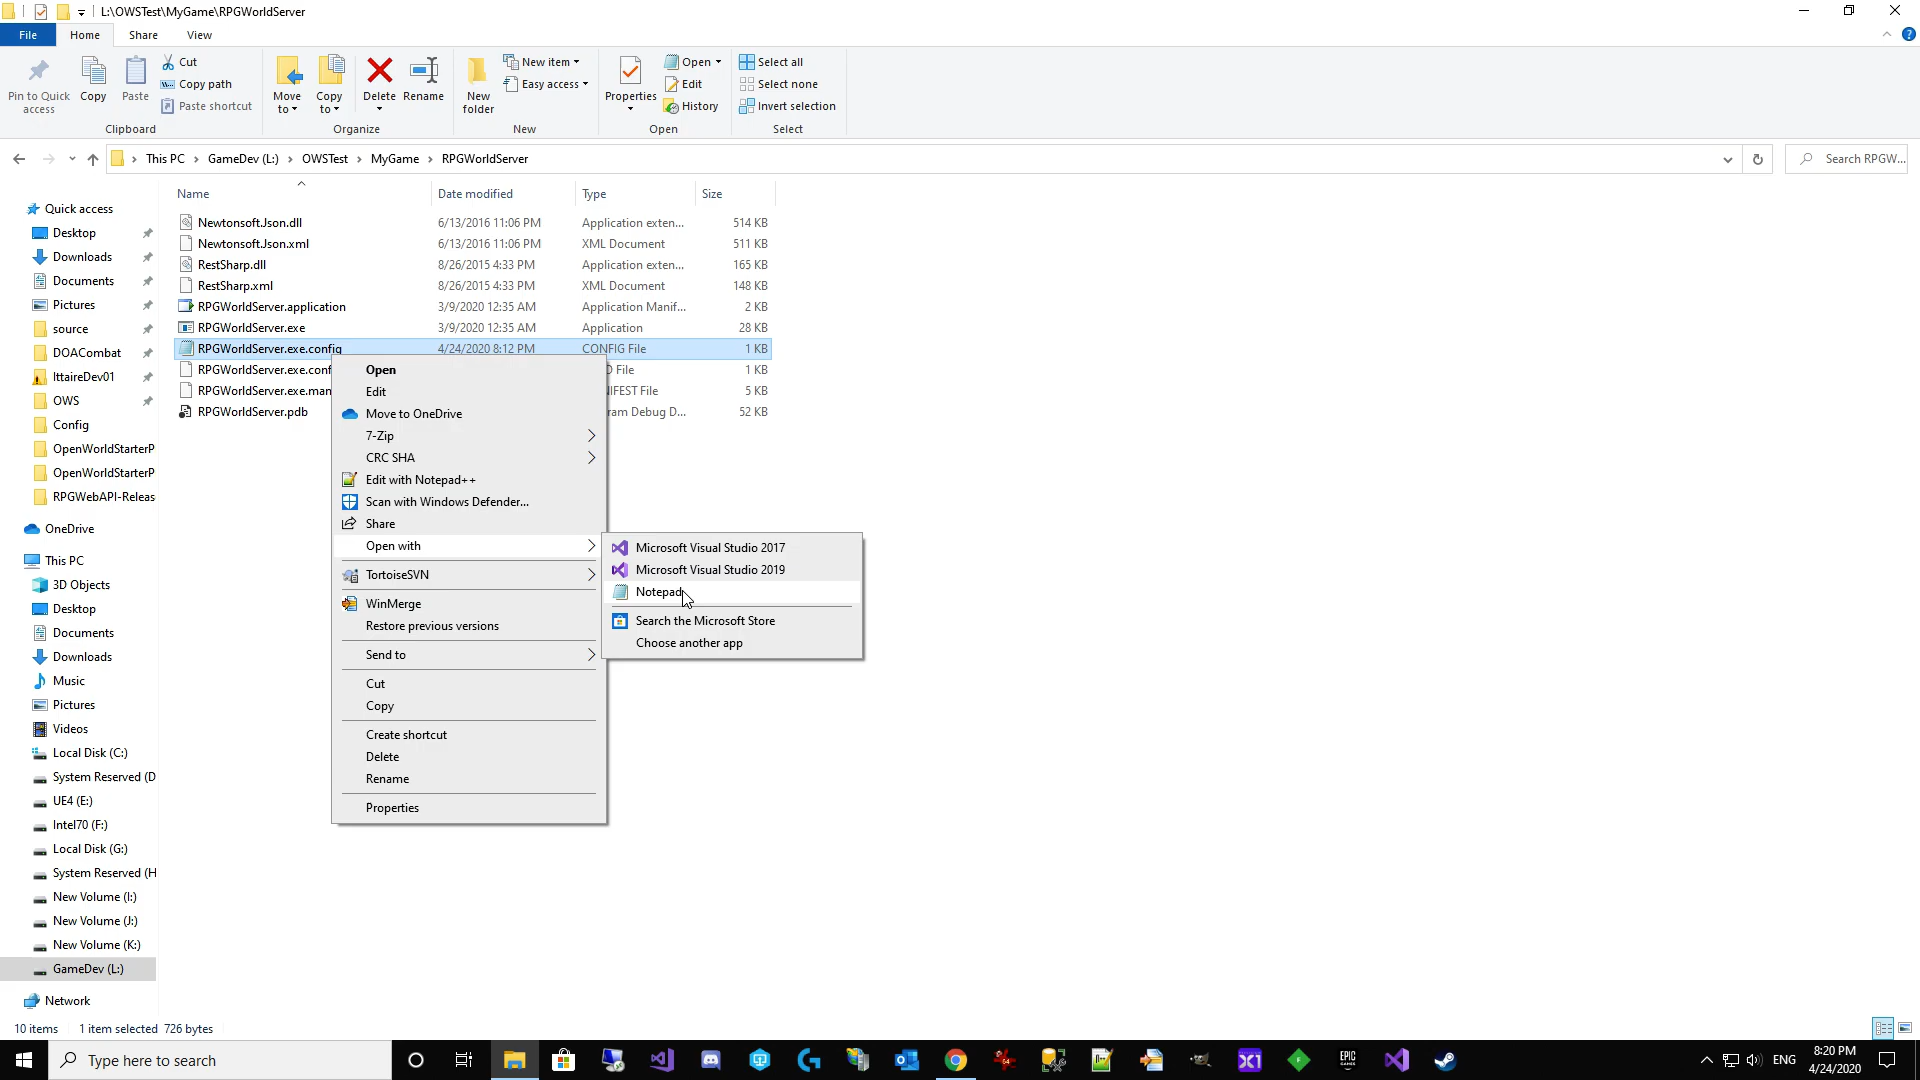 L:\OWSTest\MyGame\RPGWorldServer
File Home Share View
Pin to Quick access
Copy
Paste
Cut
Copy path
Paste shortcut
Clipboard
Move to
Copy to
Delete
Rename
Organize
New folder
New item
Easy access
New
Properties
Open
Edit
History
Open
Select all
Select none
Invert selection
Select
This PC GameDev (L:) OWSTest MyGame RPGWorldServer
Search RPGW...
Name Date modified Type Size
Newtonsoft.Json.dll 6/13/2016 11:06 PM Application exten... 514 KB
Newtonsoft.Json.xml 6/13/2016 11:06 PM XML Document 511 KB
RestSharp.dll 8/26/2015 4:33 PM Application exten... 165 KB
RestSharp.xml 8/26/2015 4:33 PM XML Document 148 KB
RPGWorldServer.application 3/9/2020 12:35 AM Application Manif... 2 KB
RPGWorldServer.exe 3/9/2020 12:35 AM Application 28 KB
RPGWorldServer.exe.config 4/24/2020 8:12 PM CONFIG File 1 KB
RPGWorldServer.exe.conf File 1 KB
RPGWorldServer.exe.man IFEST File 5 KB
RPGWorldServer.pdb ram Debug D... 52 KB
Quick access
Desktop
Downloads
Documents
Pictures
source
DOACombat
IttaireDev01
OWS
Config
OpenWorldStarterP
OpenWorldStarterP
RPGWebAPI-Releas
OneDrive
This PC
3D Objects
Desktop
Documents
Downloads
Music
Pictures
Videos
Local Disk (C:)
System Reserved (D
UE4 (E:)
Intel70 (F:)
Local Disk (G:)
System Reserved (H
New Volume (I:)
New Volume (J:)
New Volume (K:)
GameDev (L:)
Network
Open
Edit
Move to OneDrive
7-Zip
CRC SHA
Edit with Notepad++
Scan with Windows Defender...
Share
Open with
TortoiseSVN
WinMerge
Restore previous versions
Send to
Cut
Copy
Create shortcut
Delete
Rename
Properties
Microsoft Visual Studio 2017
Microsoft Visual Studio 2019
Notepad
Search the Microsoft Store
Choose another app
10 items 1 item selected 726 bytes
Type here to search
EPIC
GAMES
ENG
8:20 PM
4/24/2020